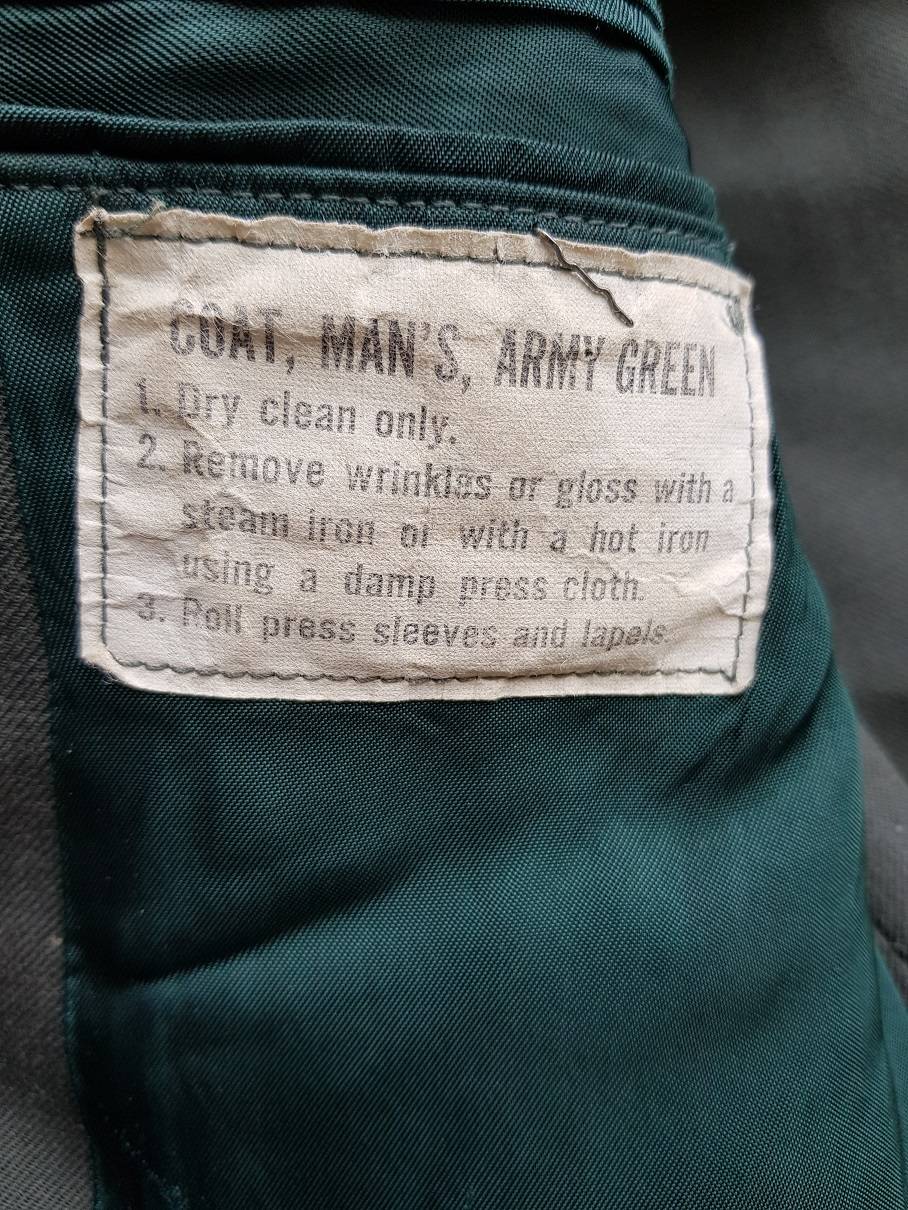 COAT, MAN'S, ARMY GREEN
1. Dry clean only.
2. Remove wrinkles or gloss with a
steam iron or with a hot iron
using a damp press cloth.
3. Roll press sleeves and lapels.